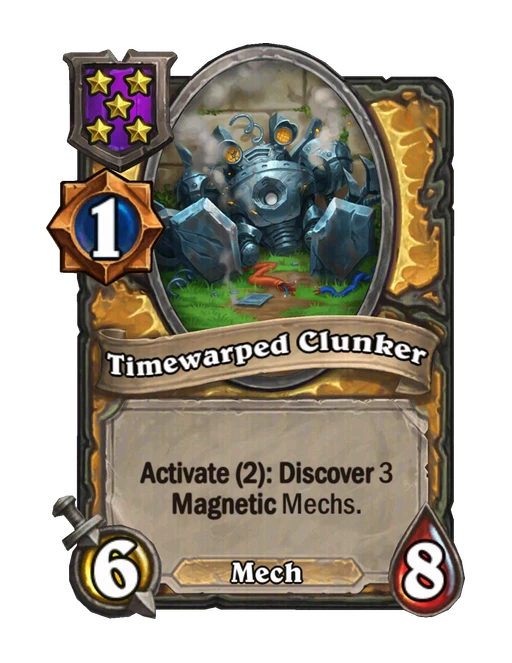 1
Timewarped Clunker
Activate (2): Discover 3
Magnetic Mechs.
6
Mech
8